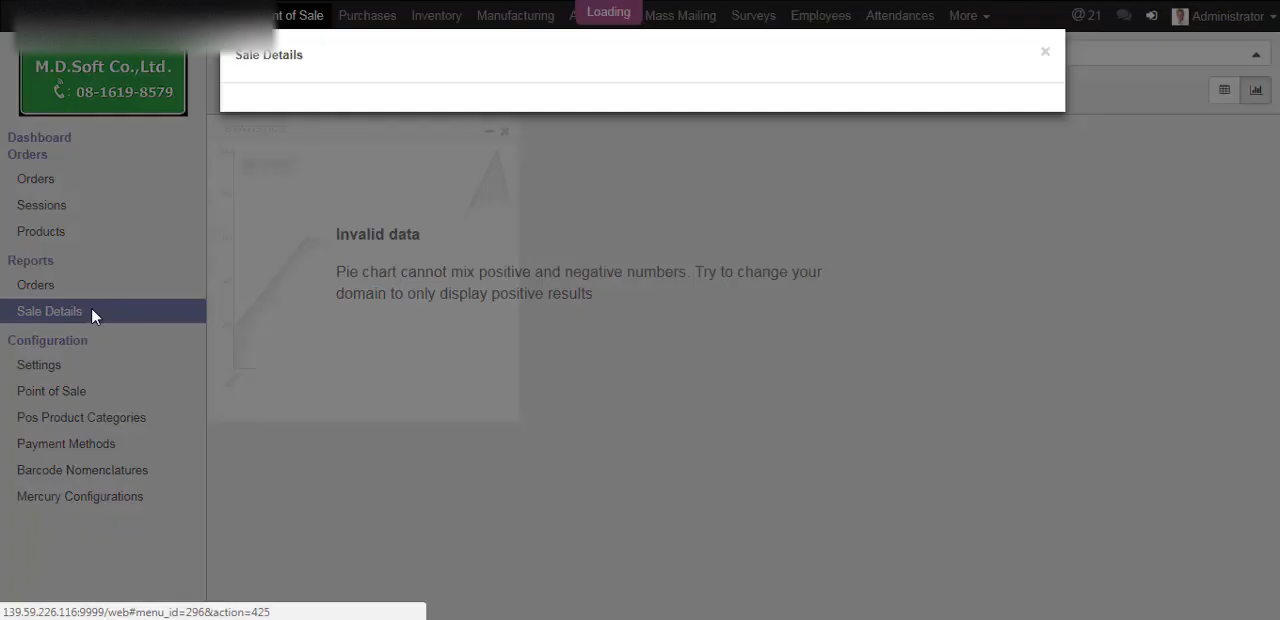 nt of Sale Purchases Inventory Manufacturing A Loading Mass Mailing Surveys Employees Attendances More @ 21 Administrator
Sale Details ×
M.D.Soft Co.,Ltd.
: 08-1619-8579
Dashboard
Orders
Orders
Sessions
Products
Reports
Orders
Sale Details
Configuration
Settings
Point of Sale
Pos Product Categories
Payment Methods
Barcode Nomenclatures
Mercury Configurations
Invalid data
Pie chart cannot mix positive and negative numbers. Try to change your
domain to only display positive results
139.59.226.116:9999/web#menu_id=296&action=425